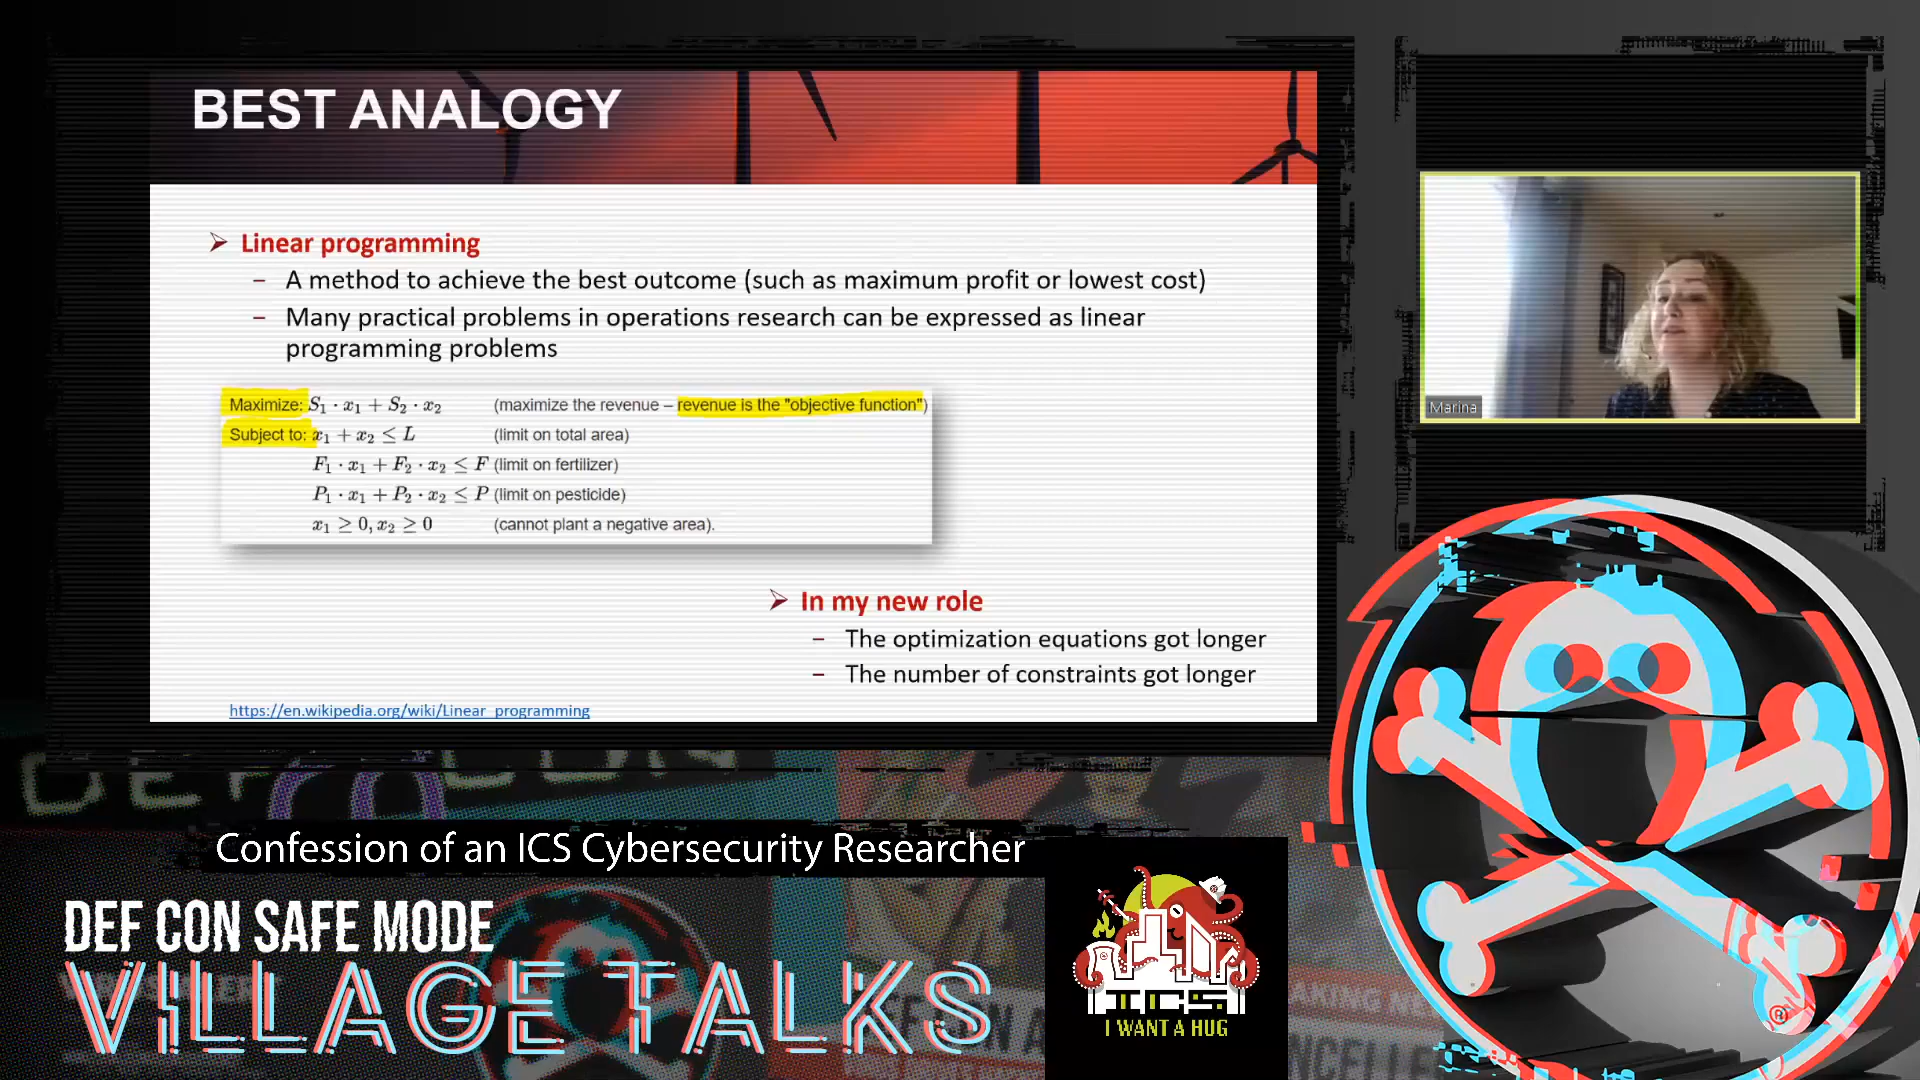 BEST ANALOGY
Linear programming
– A method to achieve the best outcome (such as maximum profit or lowest cost)
– Many practical problems in operations research can be expressed as linear
programming problems
Maximize: S₁ · x₁ + S₂ · x₂ (maximize the revenue – revenue is the "objective function")
Subject to: x₁ + x₂ ≤ L (limit on total area)
F₁ · x₁ + F₂ · x₂ ≤ F (limit on fertilizer)
P₁ · x₁ + P₂ · x₂ ≤ P (limit on pesticide)
x₁ ≥ 0, x₂ ≥ 0 (cannot plant a negative area).
In my new role
– The optimization equations got longer
– The number of constraints got longer
https://en.wikipedia.org/wiki/Linear_programming
Marina
Confession of an ICS Cybersecurity Researcher
DEF CON SAFE MODE
VILLAGE TALKS
ICS
I WANT A HUG
DEF CON
®